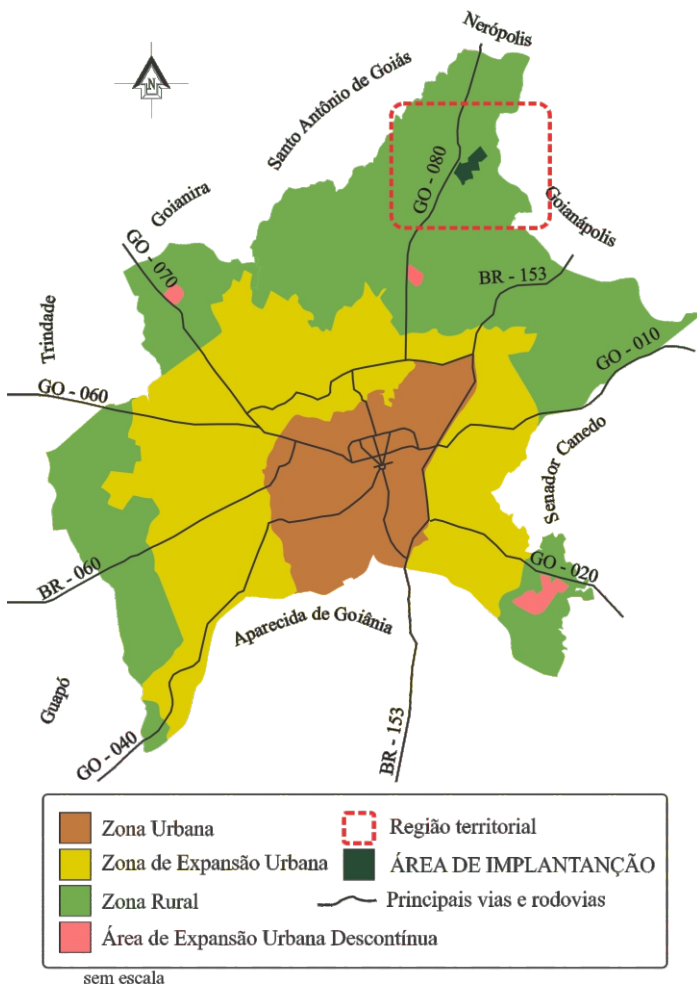 Nerópolis
N
Santo Antônio de Goiás
GO - 080
Goianira
Goianápolis
GO - 070
BR - 153
Trindade
GO - 010
GO - 060
Senador Canedo
BR - 060
GO - 020
Aparecida de Goiânia
Guapó
BR - 153
GO - 040
Zona Urbana
Região territorial
Zona de Expansão Urbana
ÁREA DE IMPLANTANÇÃO
Zona Rural
Principais vias e rodovias
Área de Expansão Urbana Descontínua
sem escala